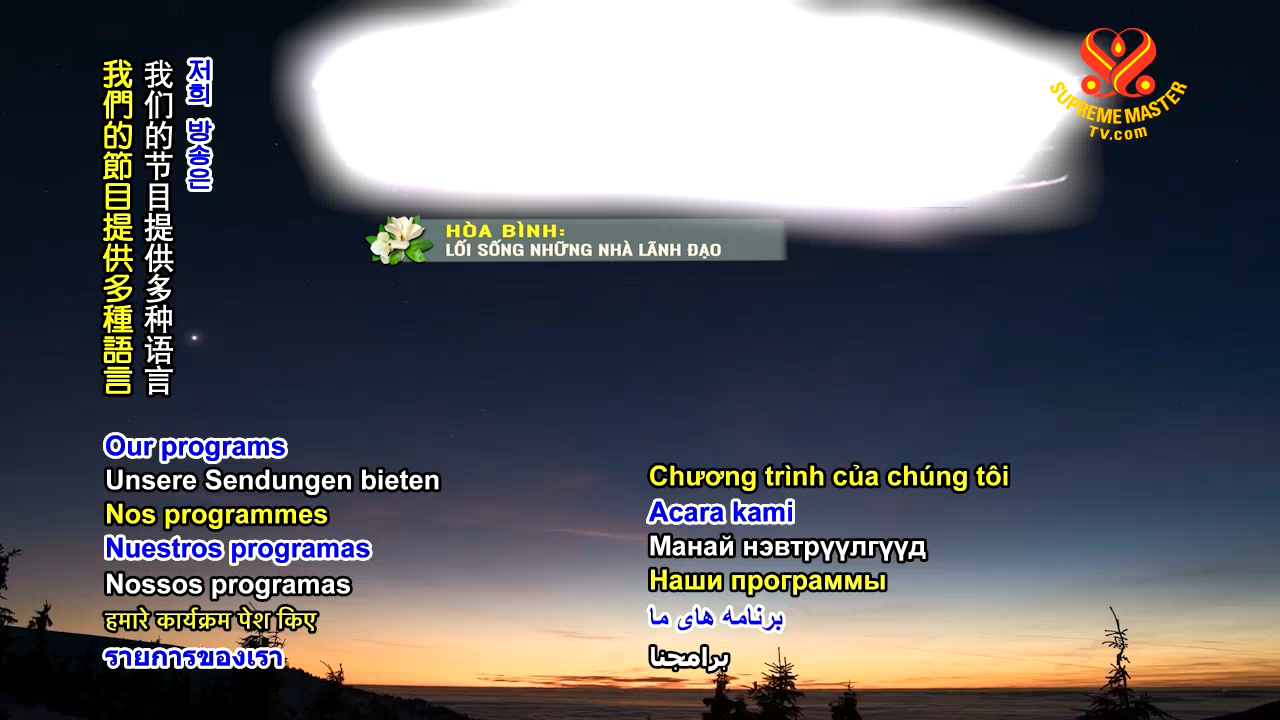 我們的節目提供多種語言
我们的节目提供多种语言
저희 방송은
SUPREME MASTER
TV.com
HÒA BÌNH:
LỐI SỐNG NHỮNG NHÀ LÃNH ĐẠO
Our programs
Unsere Sendungen bieten
Nos programmes
Nuestros programas
Nossos programas
हमारे कार्यक्रम पेश किए
รายการของเรา
Chương trình của chúng tôi
Acara kami
Манай нэвтрүүлгүүд
Наши программы
برنامه های ما
برامجنا